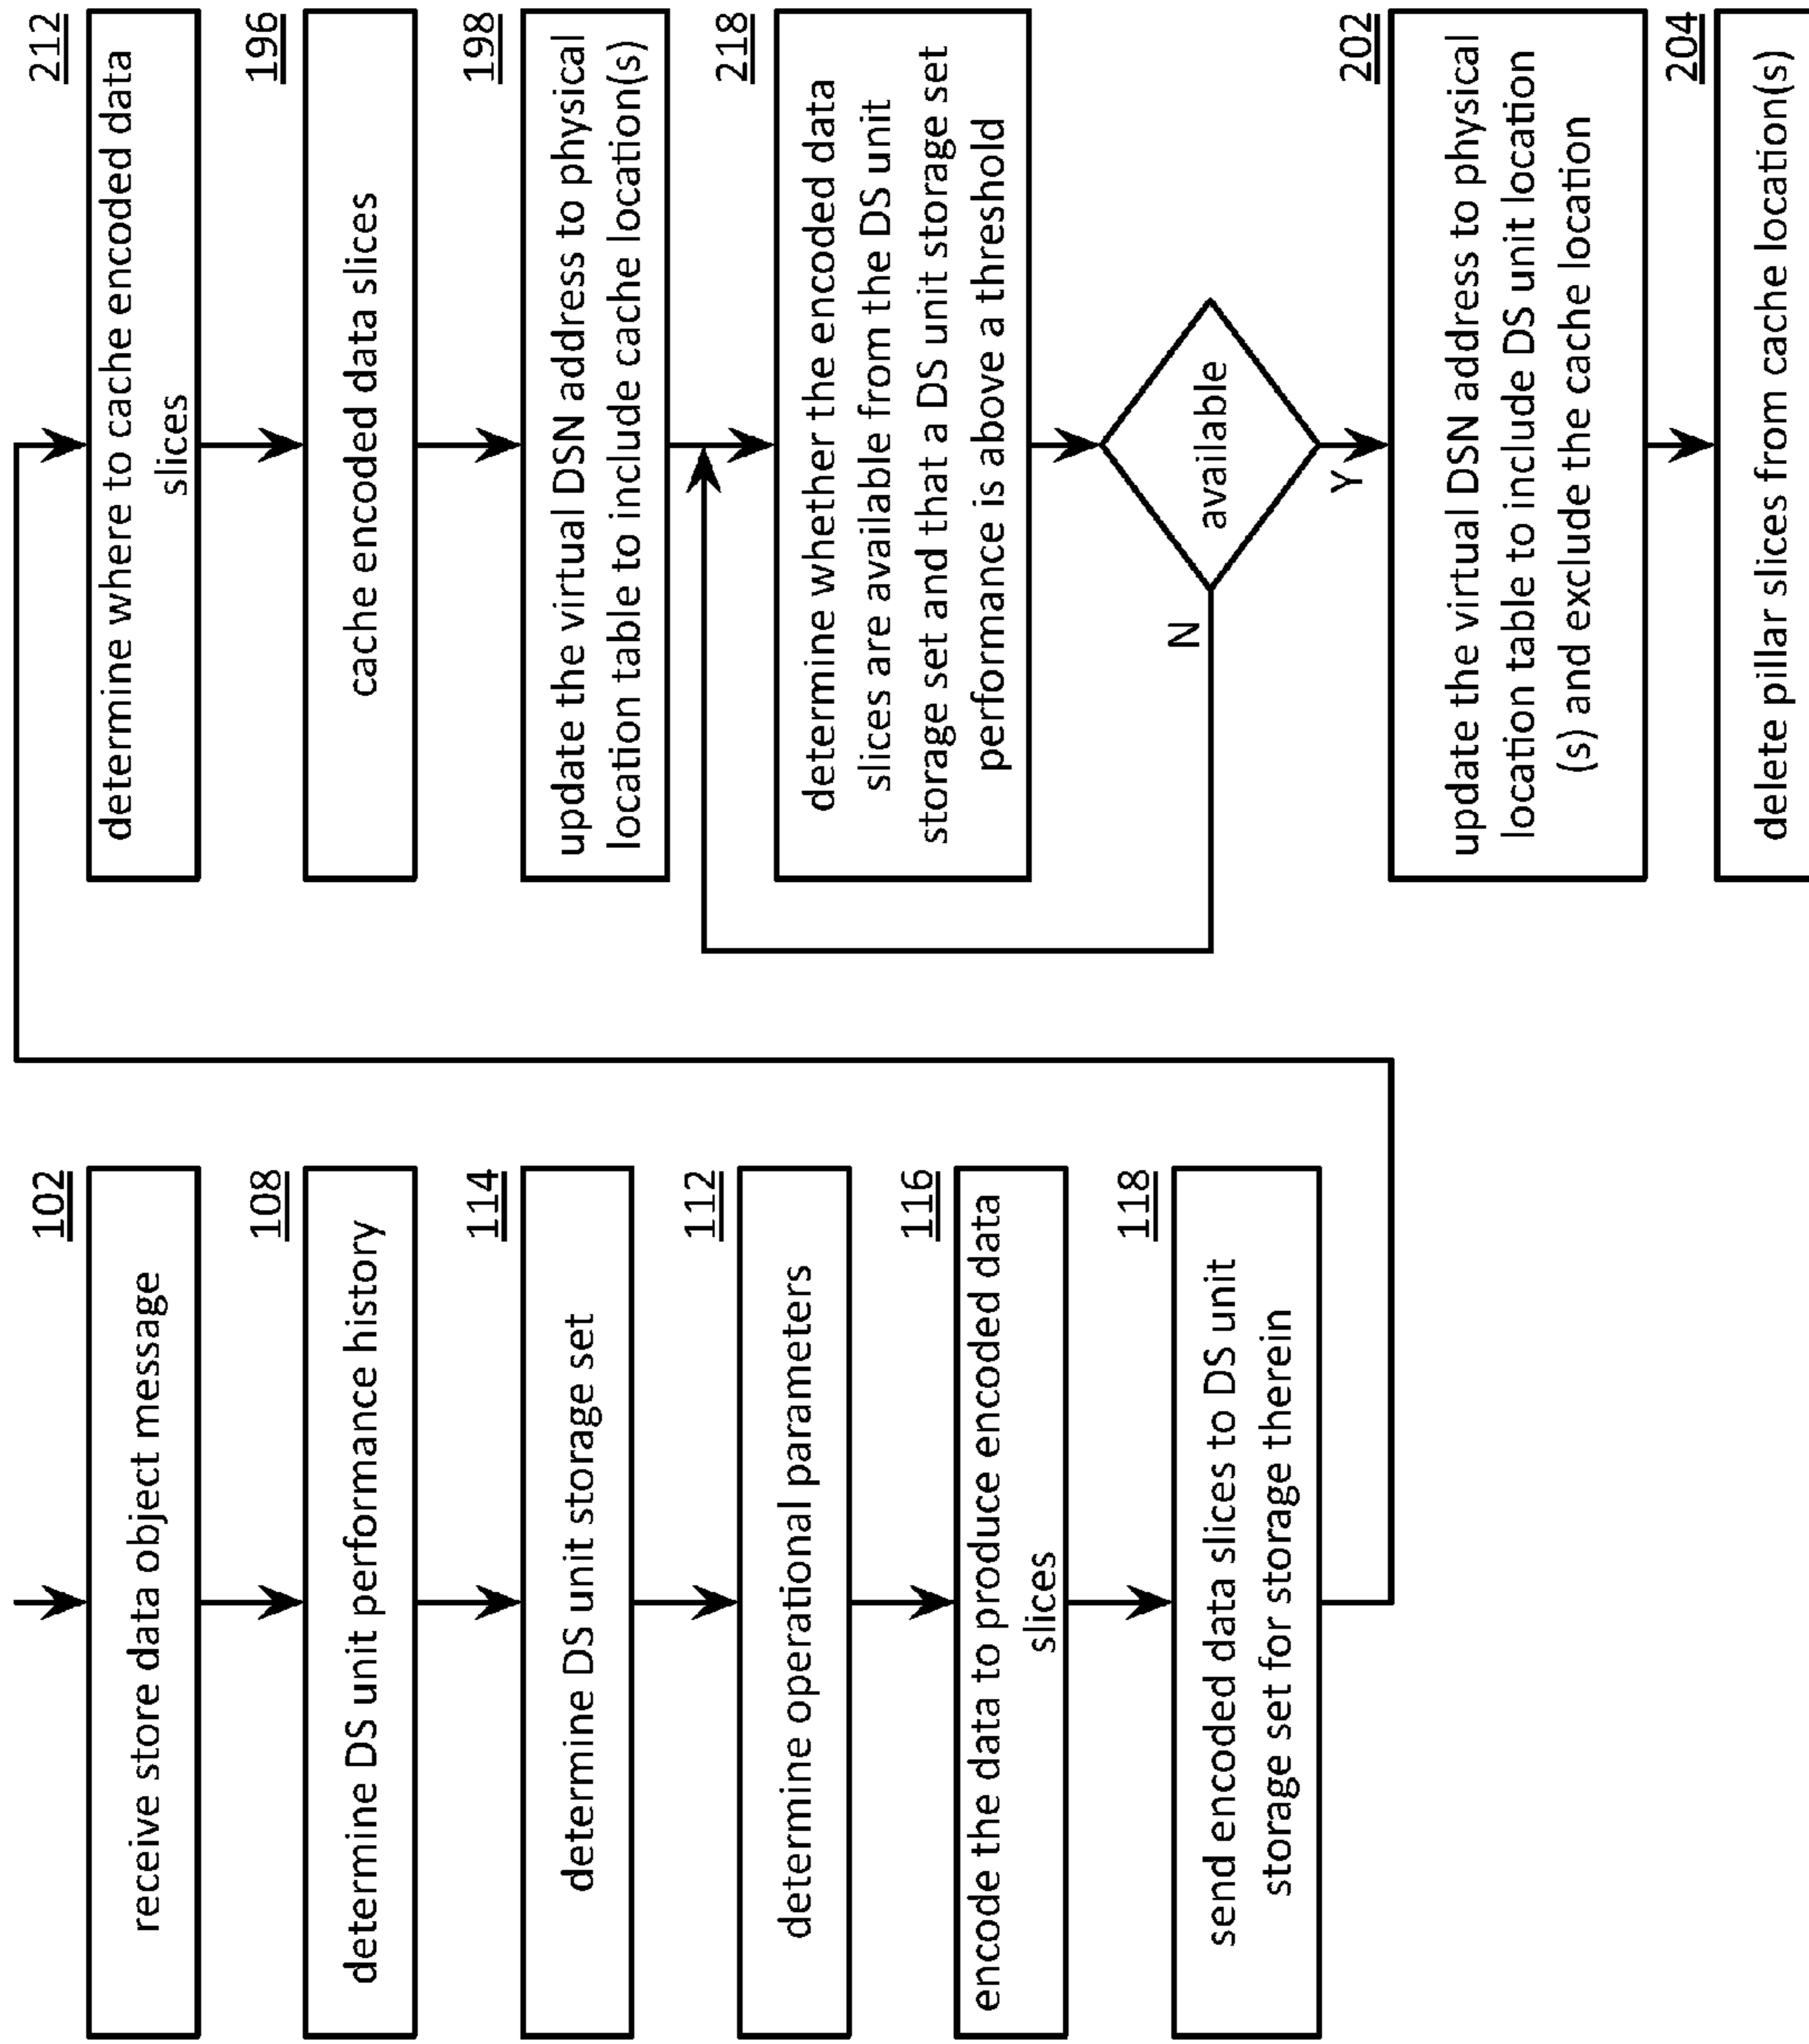 102
receive store data object message
108
determine DS unit performance history
114
determine DS unit storage set
112
determine operational parameters
116
encode the data to produce encoded data
slices
118
send encoded data slices to DS unit
storage set for storage therein
212
determine where to cache encoded data
slices
196
cache encoded data slices
198
update the virtual DSN address to physical
location table to include cache location(s)
218
determine whether the encoded data
slices are available from the DS unit
storage set and that a DS unit storage set
performance is above a threshold
available
N
Y
202
update the virtual DSN address to physical
location table to include DS unit location
(s) and exclude the cache location
204
delete pillar slices from cache location(s)